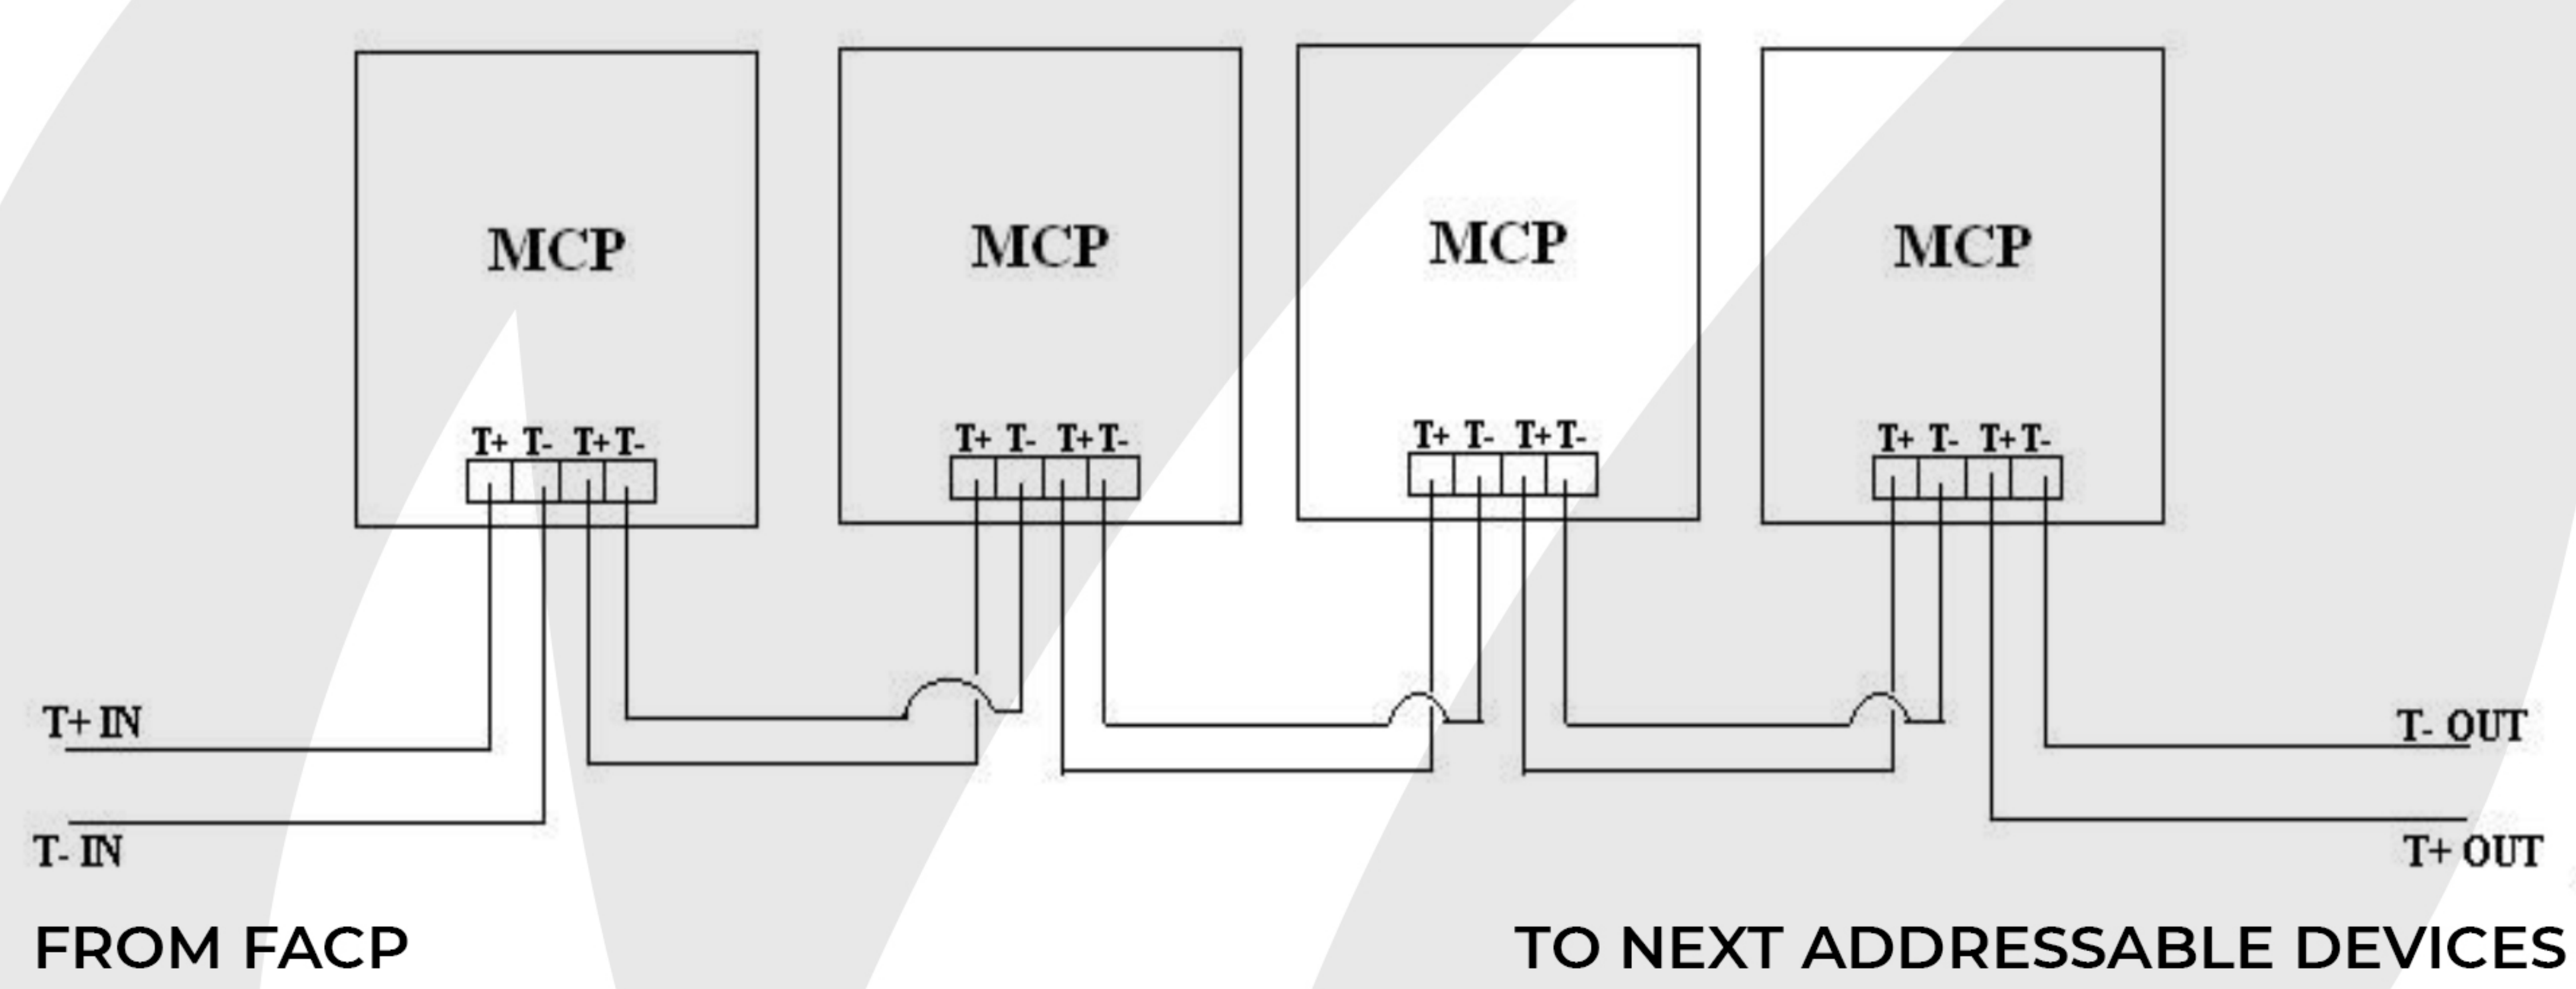 MCP
MCP
MCP
MCP
T+ T- T+ T-
T+ T- T+ T-
T+ T- T+ T-
T+ T- T+ T-
T+ IN
T- OUT
T- IN
T+ OUT
FROM FACP
TO NEXT ADDRESSABLE DEVICES